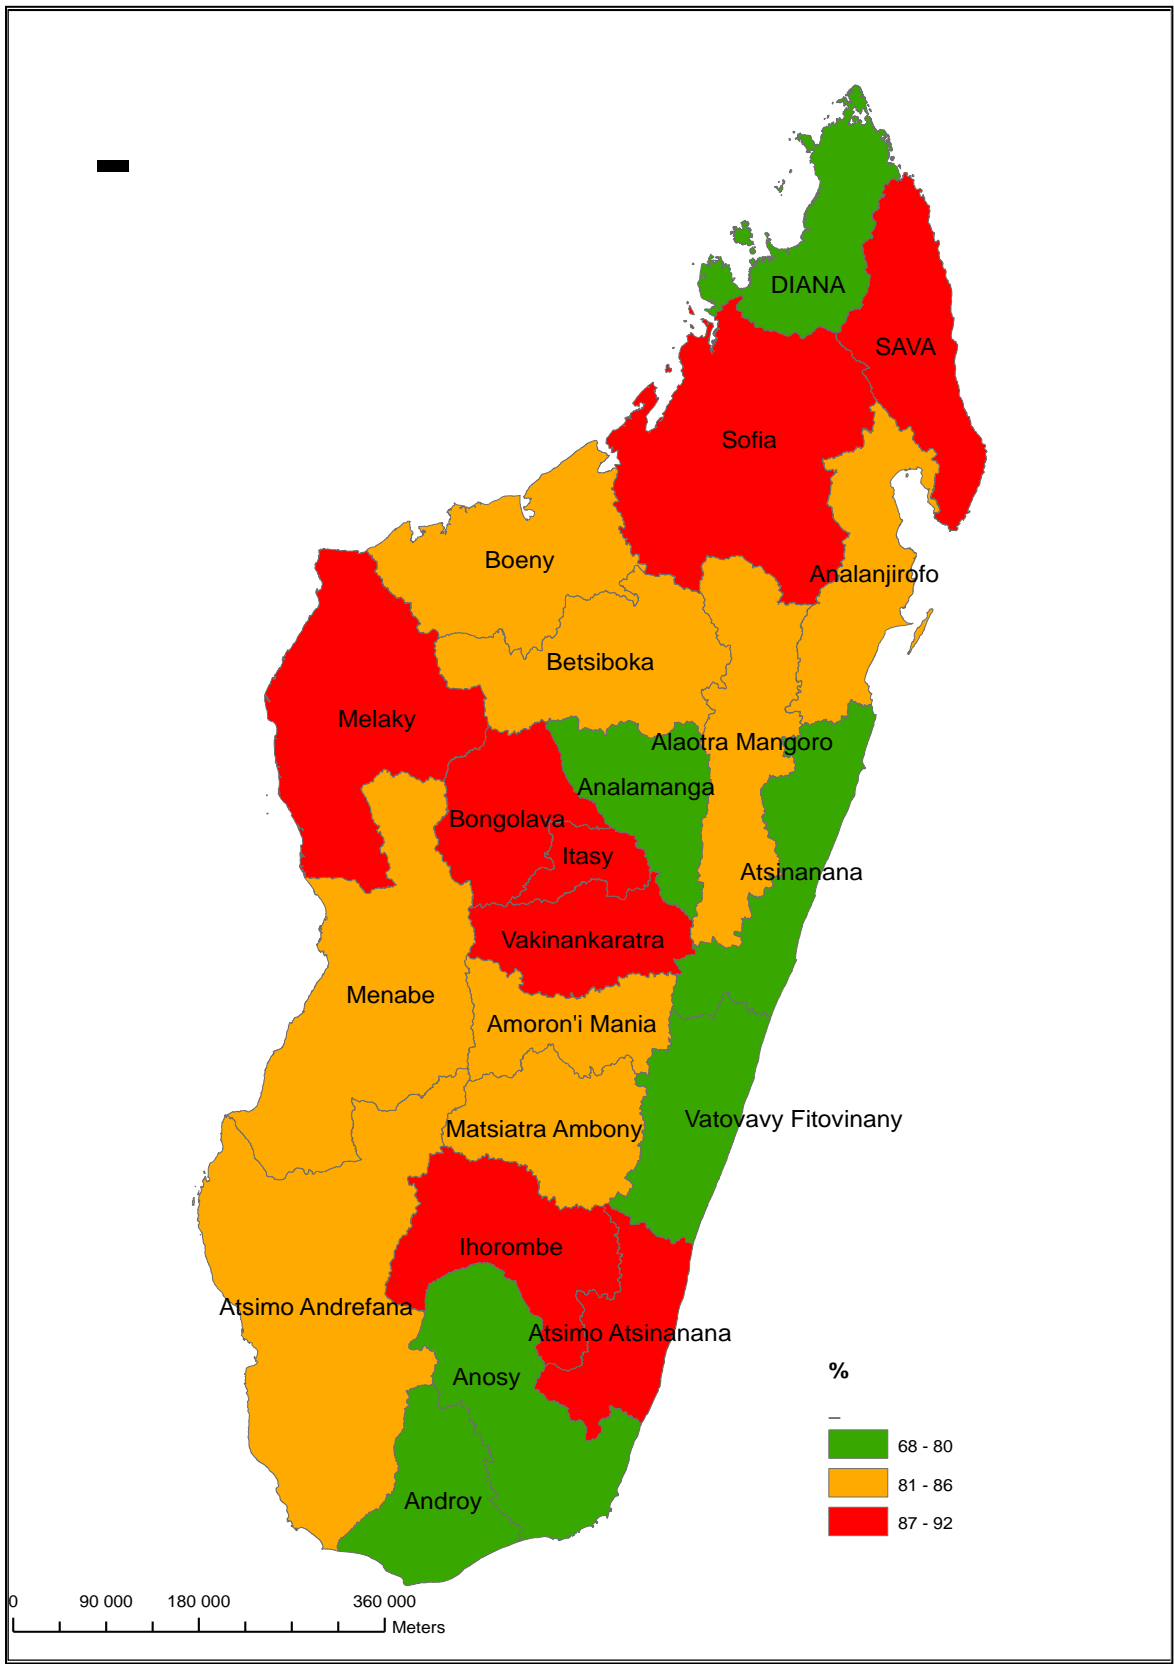 DIANA
SAVA
Sofia
Boeny
Analanjirofo
Betsiboka
Melaky
Alaotra Mangoro
Analamanga
Bongolava
Itasy
Atsinanana
Vakinankaratra
Menabe
Amoron'i Mania
Vatovavy Fitovinany
Matsiatra Ambony
Ihorombe
Atsimo Andrefana
Atsimo Atsinanana
Anosy
Androy
%
68 - 80
81 - 86
87 - 92
0 90 000 180 000 360 000
Meters